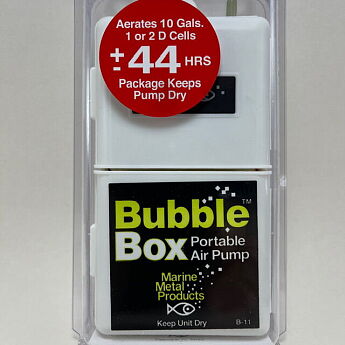 Aerates 10 Gals.
1 or 2 D Cells
± 44 HRS
Package Keeps
Pump Dry
Bubble™
Box Portable
Air Pump
Marine
Metal
Products
Keep Unit Dry B-11